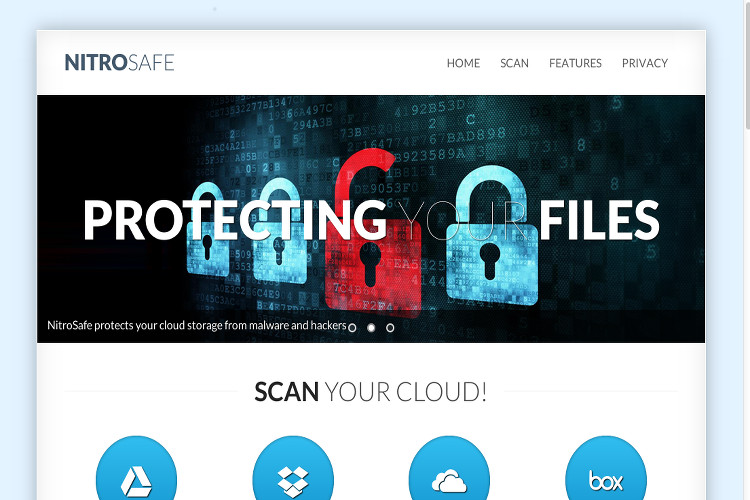 NITROSAFE
HOME SCAN FEATURES PRIVACY
PROTECTING YOUR FILES
NitroSafe protects your cloud storage from malware and hackers
SCAN YOUR CLOUD!
box